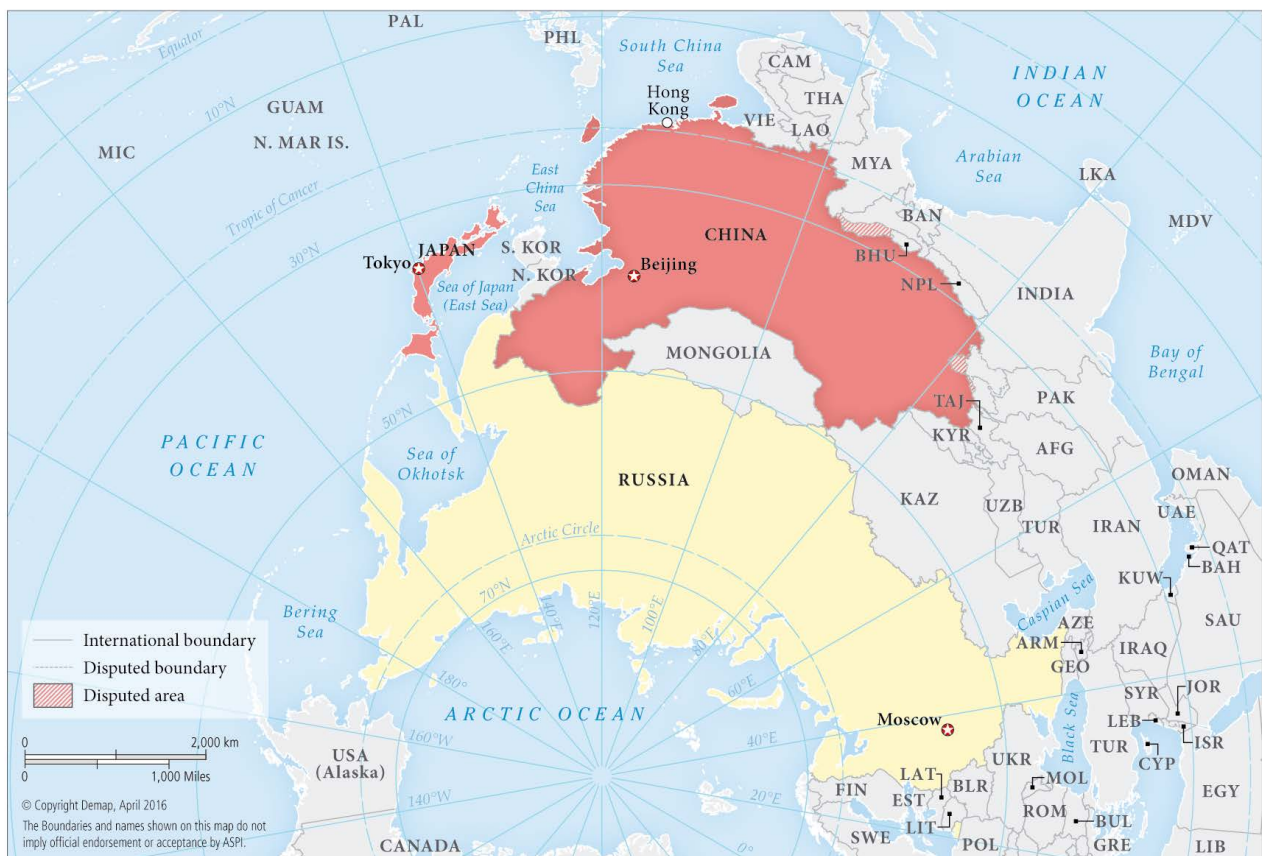 PAL
PHL
South China
Sea
CAM
THA
INDIAN
OCEAN
Equator
10°N
GUAM
N. MAR IS.
MIC
Hong
Kong
VIE
LAO
MYA
Arabian
Sea
LKA
MDV
East
China
Sea
Tropic of Cancer
30°N
BAN
JAPAN
Tokyo
S. KOR
N. KOR
CHINA
Beijing
BHU
NPL
INDIA
Sea of Japan
(East Sea)
MONGOLIA
Bay of
Bengal
TAJ
KYR
PAK
AFG
PACIFIC
OCEAN
50°N
Sea of
Okhotsk
RUSSIA
KAZ
UZB
TUR
IRAN
OMAN
UAE
QAT
BAH
KUW
SAU
Arctic Circle
70°N
160°E
140°E
120°E
100°E
80°E
60°E
Caspian Sea
AZE
ARM
GEO
IRAQ
Bering
Sea
180°
SYR
JOR
LEB
ISR
International boundary
Disputed boundary
Disputed area
ARCTIC OCEAN
Moscow
Black Sea
TUR
CYP
EGY
0
2,000 km
0
1,000 Miles
USA
(Alaska)
160°W
140°W
40°E
20°E
0°
UKR
MOL
LAT
BLR
FIN
EST
LIT
ROM
BUL
SWE
POL
GRE
LIB
CANADA
© Copyright Demap, April 2016
The Boundaries and names shown on this map do not
imply official endorsement or acceptance by ASPI.